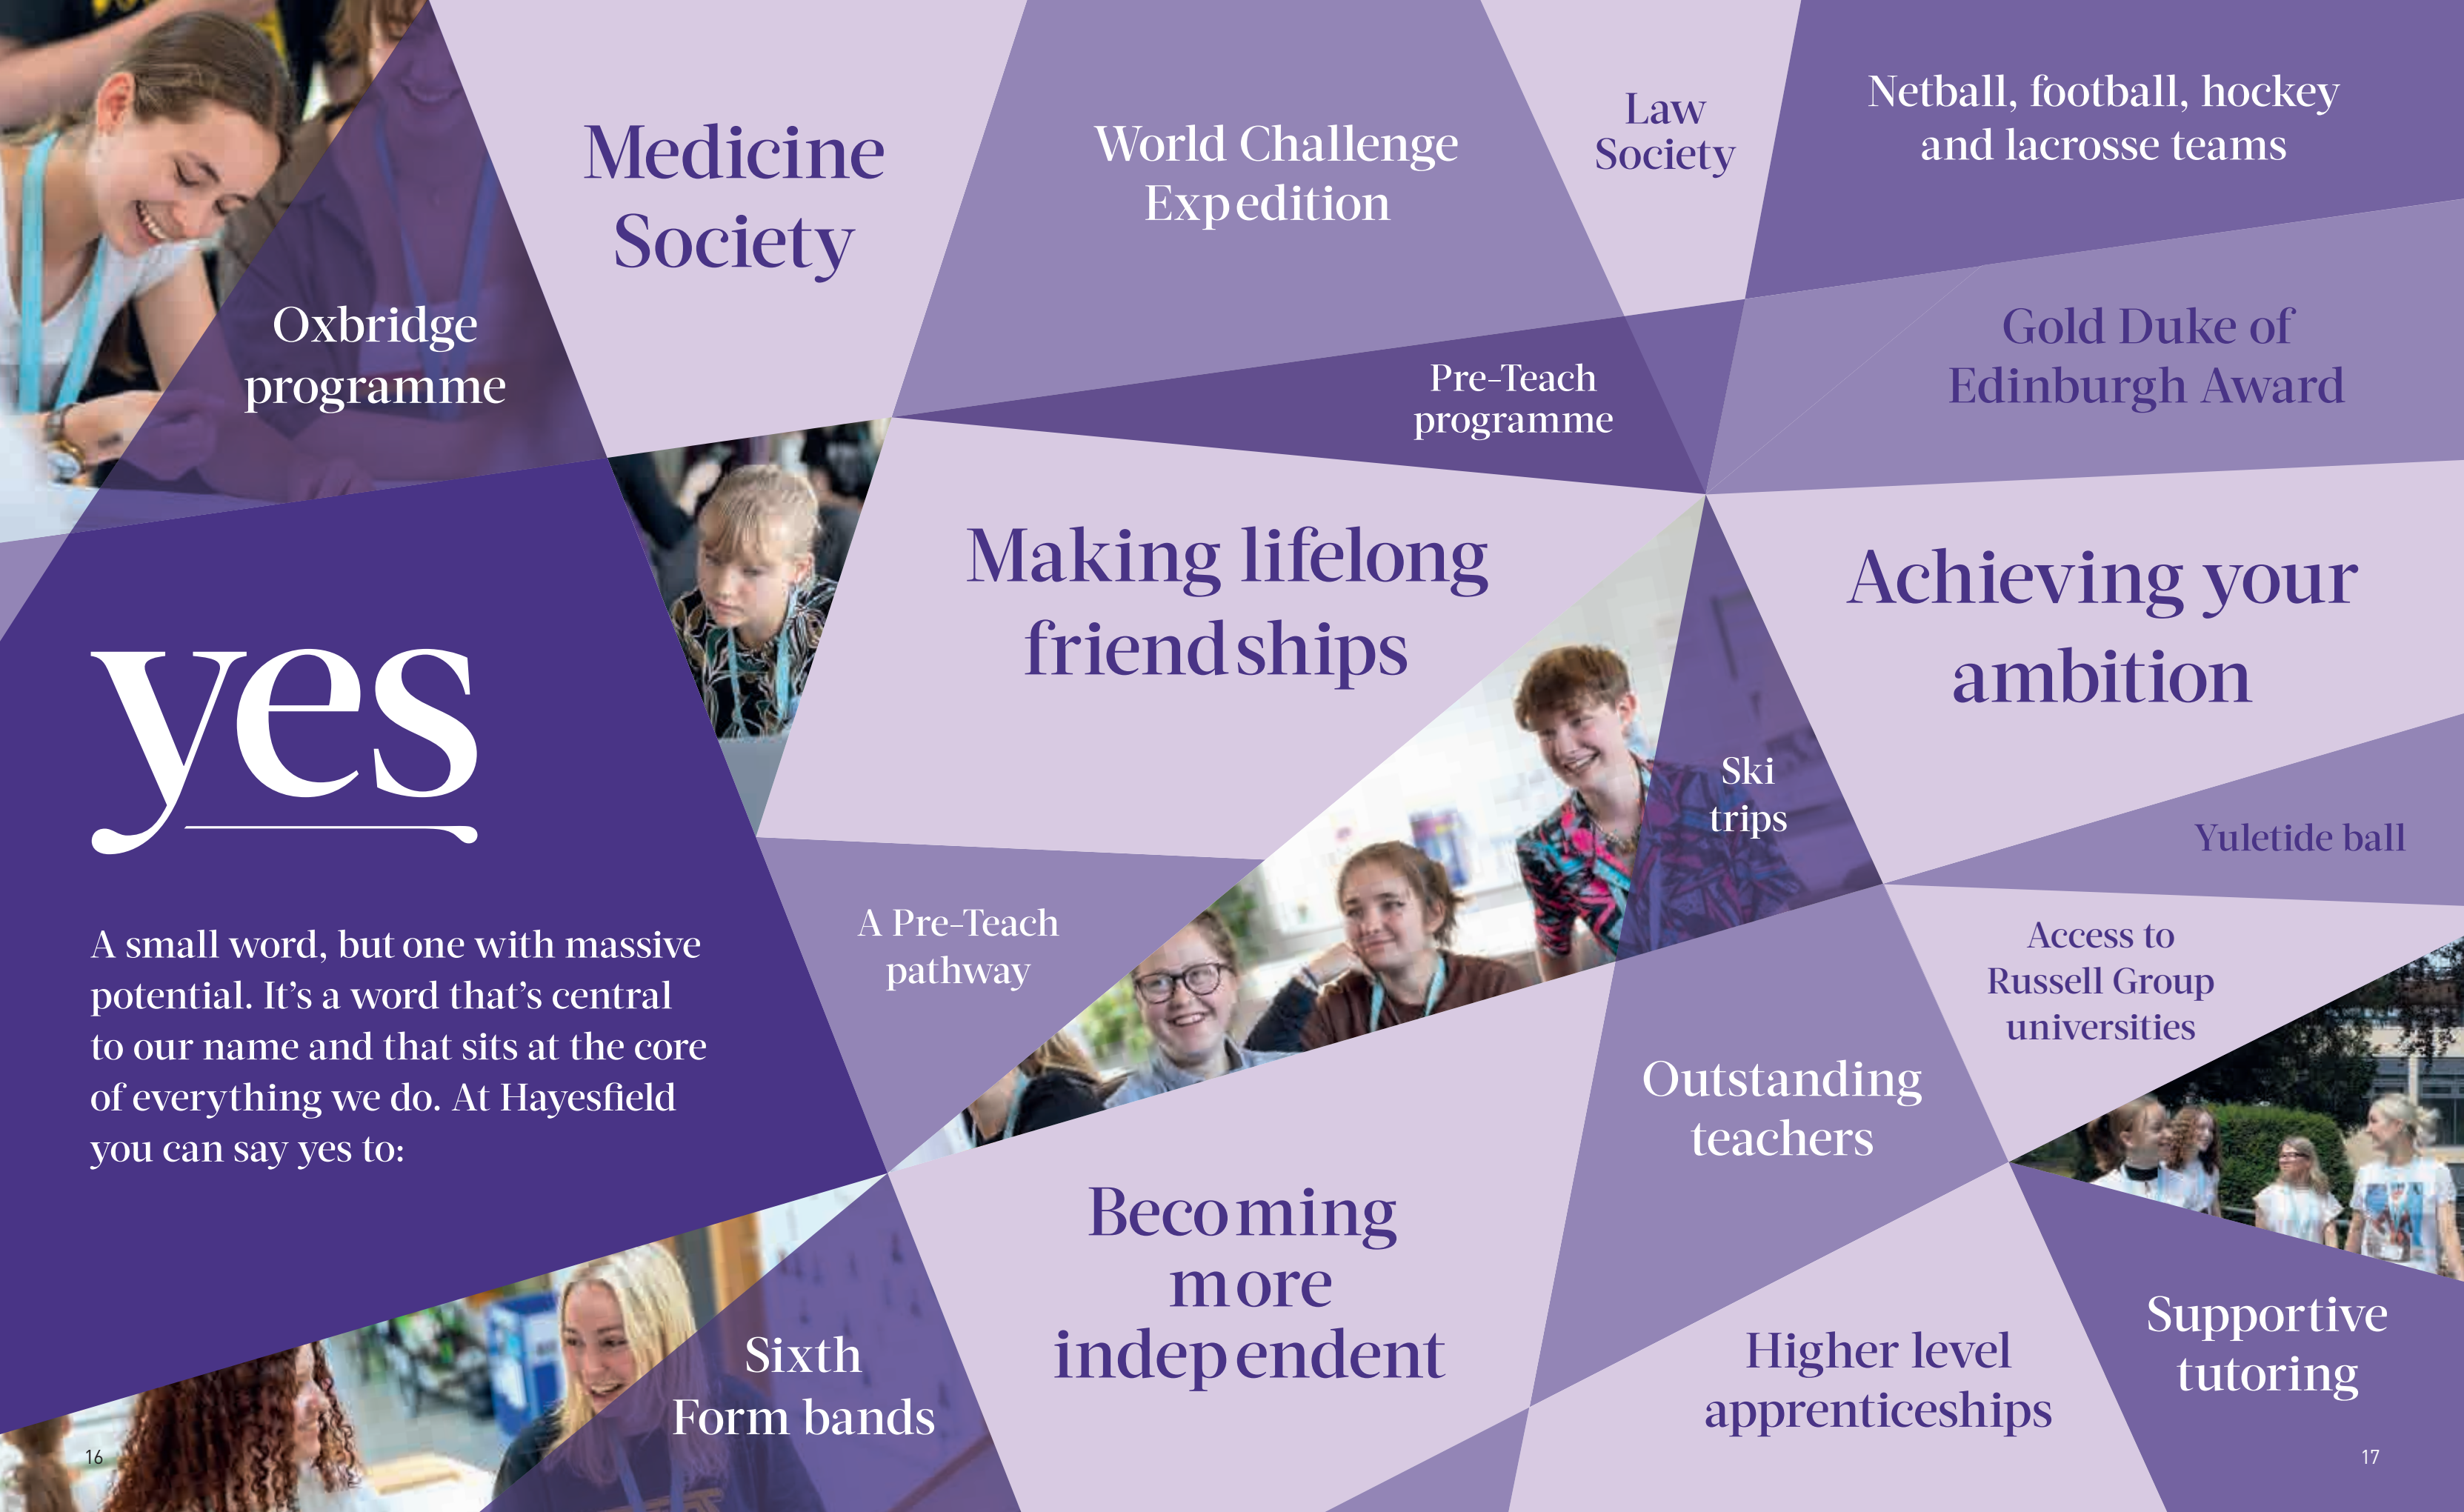 Oxbridge
programme
Medicine
Society
World Challenge
Expedition
Law
Society
Netball, football, hockey
and lacrosse teams
Pre-Teach
programme
Gold Duke of
Edinburgh Award
yes
A small word, but one with massive
potential. It’s a word that’s central
to our name and that sits at the core
of everything we do. At Hayesfield
you can say yes to:
Making lifelong
friendships
Achieving your
ambition
Ski
trips
Yuletide ball
A Pre-Teach
pathway
Access to
Russell Group
universities
Outstanding
teachers
Becoming
more
independent
Sixth
Form bands
Higher level
apprenticeships
Supportive
tutoring
16
17